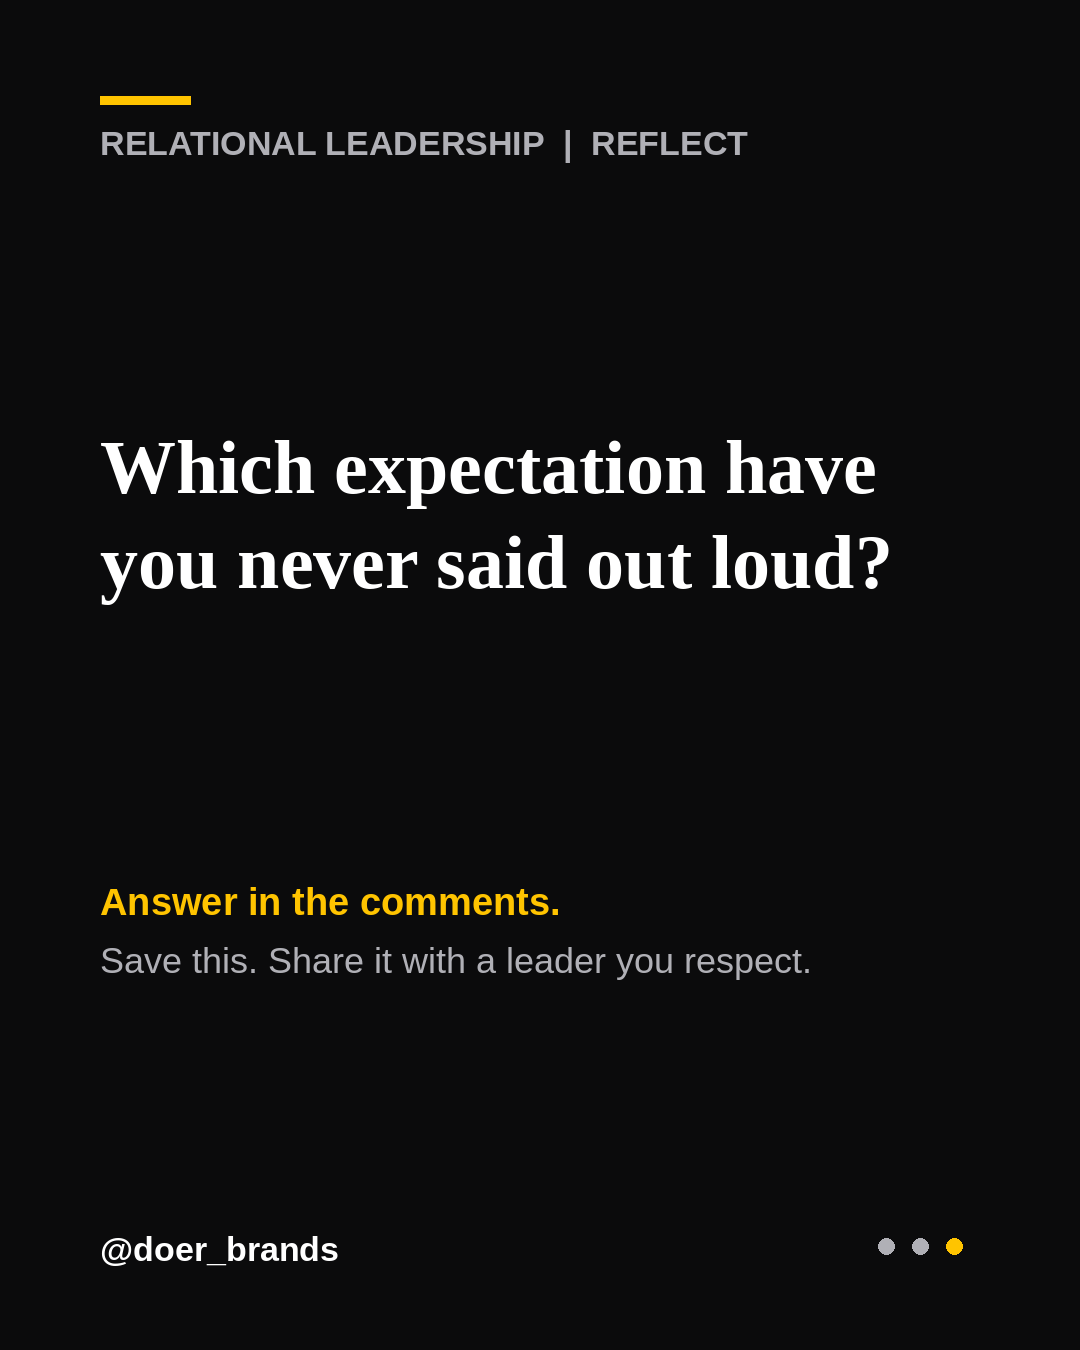 RELATIONAL LEADERSHIP | REFLECT
Which expectation have
you never said out loud?
Answer in the comments.
Save this. Share it with a leader you respect.
@doer_brands